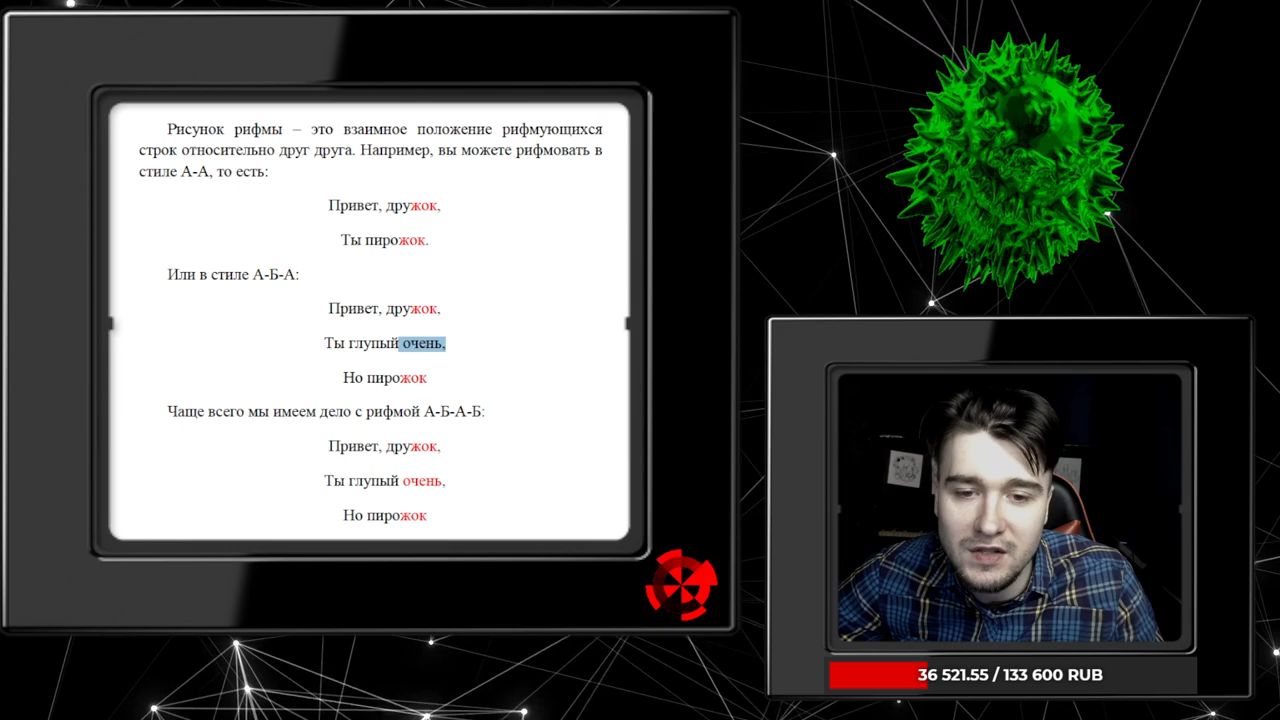 Рисунок рифмы – это взаимное положение рифмующихся
строк относительно друг друга. Например, вы можете рифмовать в
стиле А-А, то есть:
Привет, дружок,
Ты пирожок.
Или в стиле А-Б-А:
Привет, дружок,
Ты глупый очень,
Но пирожок
Чаще всего мы имеем дело с рифмой А-Б-А-Б:
Привет, дружок,
Ты глупый очень,
Но пирожок
36 521.55 / 133 600 RUB